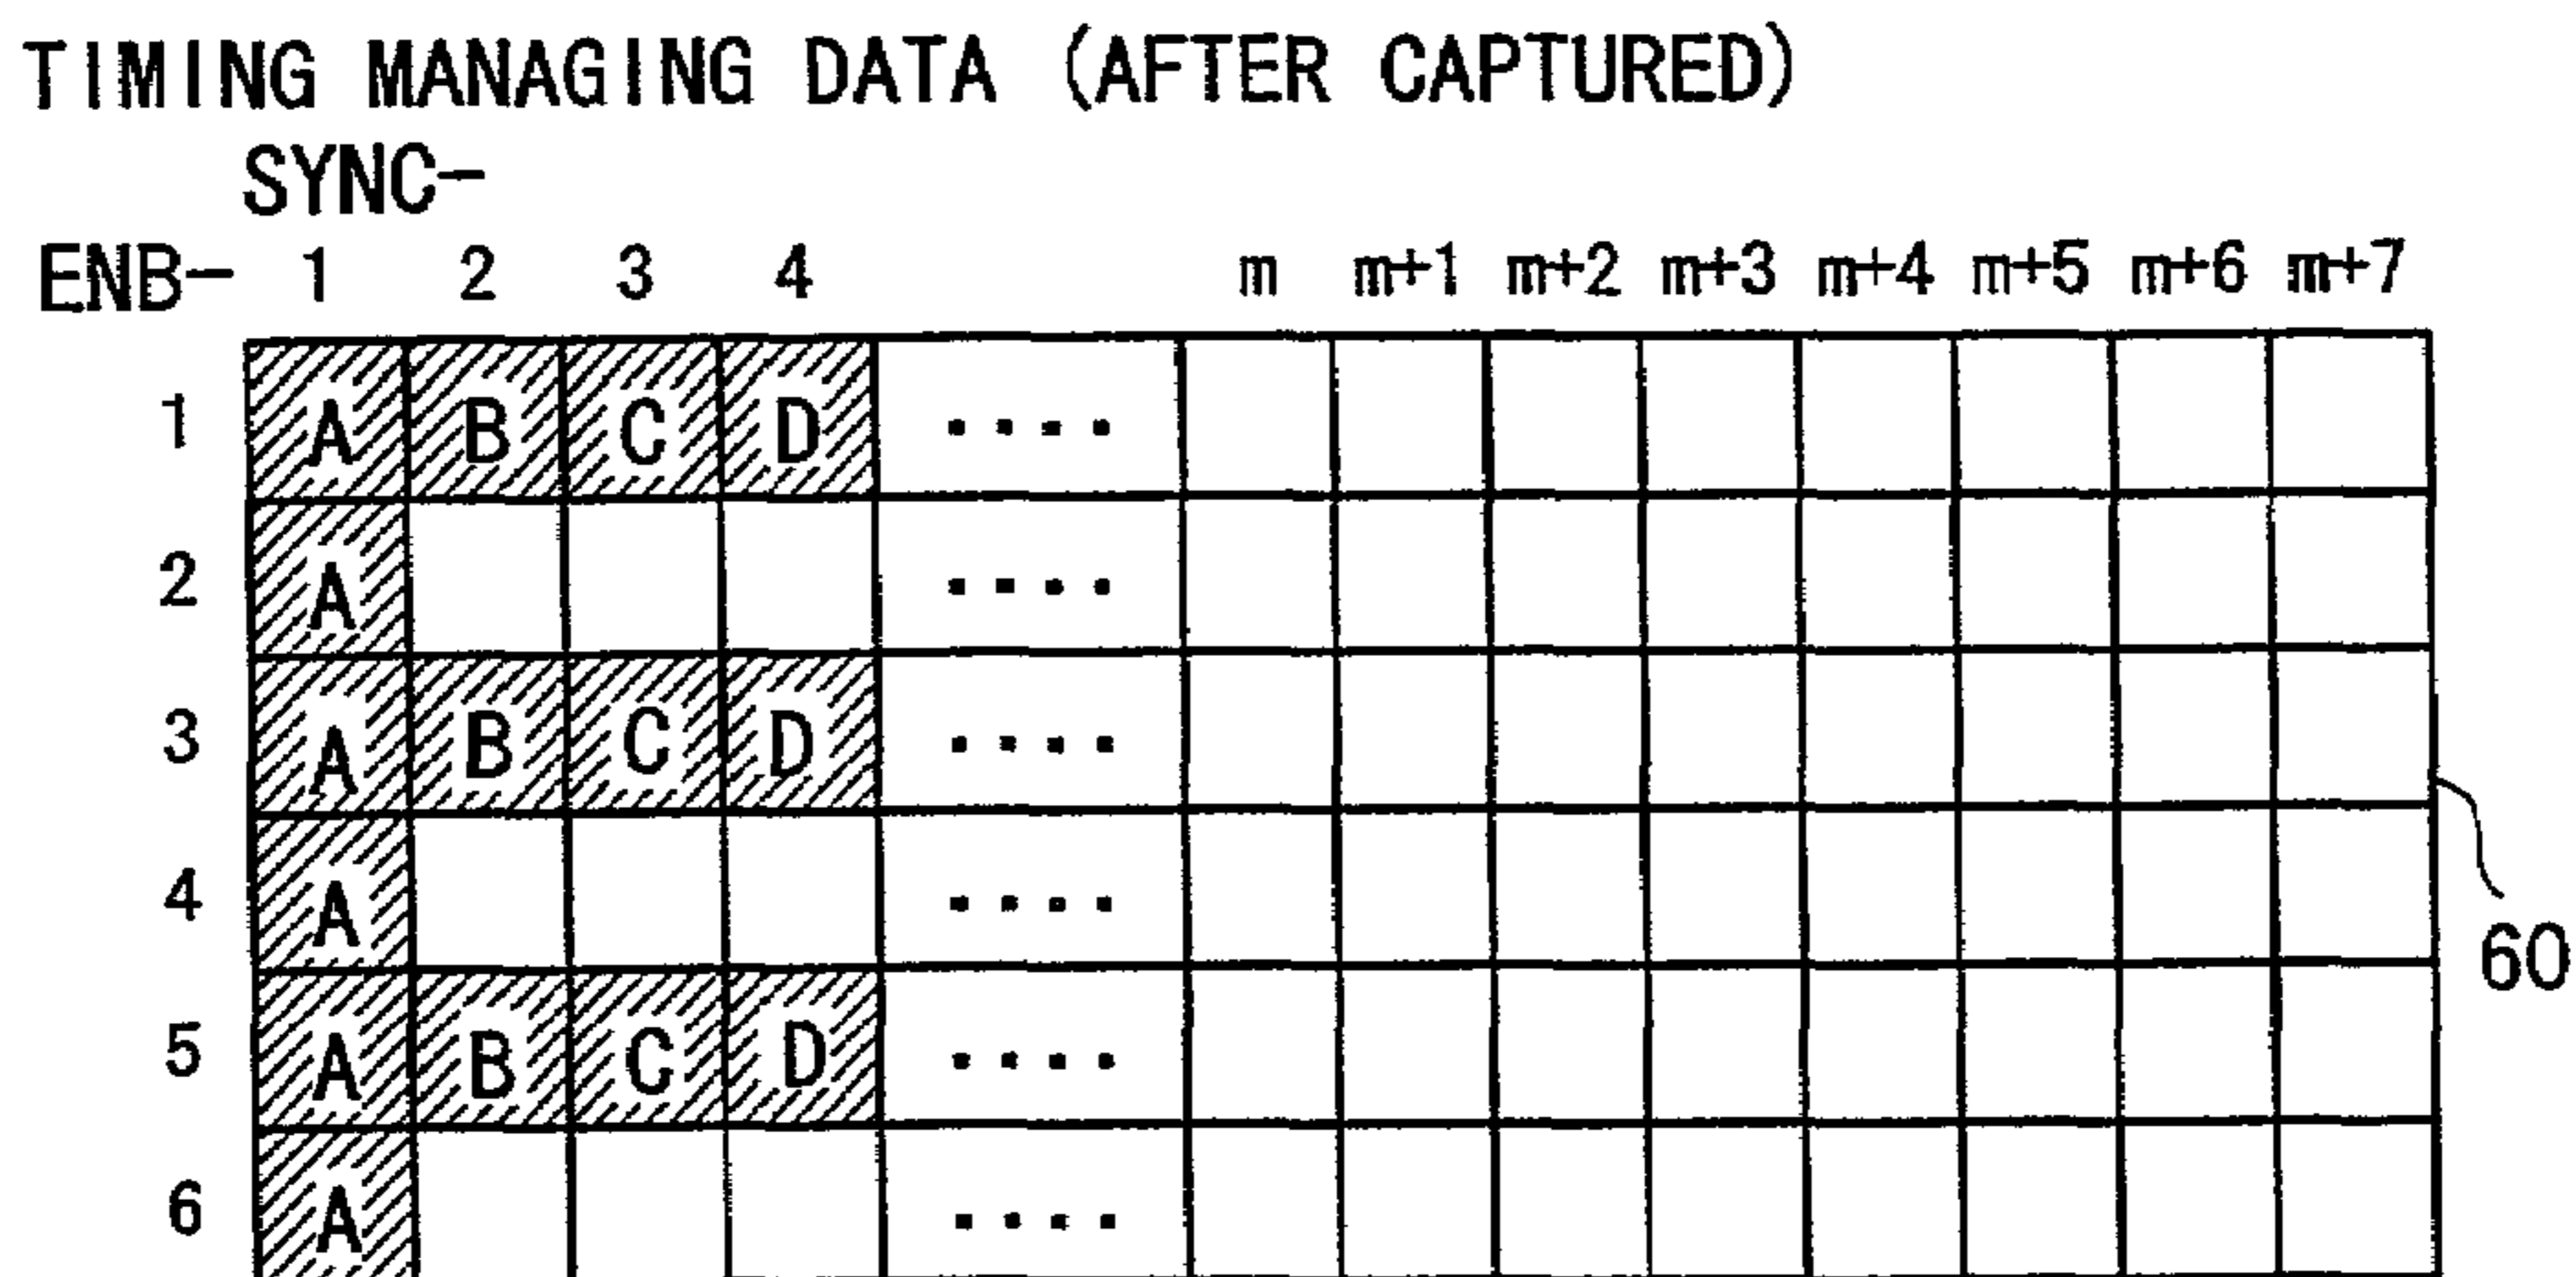 TIMING MANAGING DATA (AFTER CAPTURED)
SYNC-
ENB- 1 2 3 4 m m+1 m+2 m+3 m+4 m+5 m+6 m+7
1 A B C D ....
2 A ....
3 A B C D ....
4 A ....
60
5 A B C D ....
6 A ....